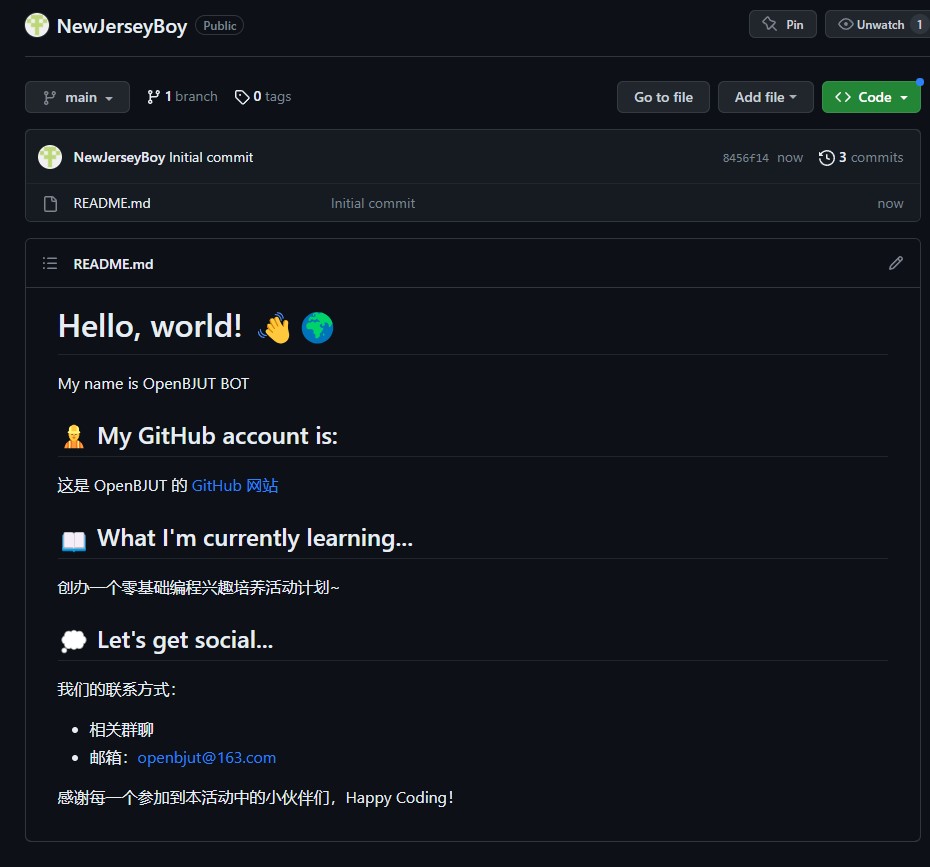 NewJerseyBoy Public
Pin
Unwatch 1
main
1 branch
0 tags
Go to file
Add file
Code
NewJerseyBoy Initial commit
8456f14 now
3 commits
README.md
Initial commit
now
README.md
Hello, world! 👋 🌍
My name is OpenBJUT BOT
My GitHub account is:
这是 OpenBJUT 的 GitHub 网站
What I'm currently learning...
创办一个零基础编程兴趣培养活动计划~
Let's get social...
我们的联系方式：
• 相关群聊
• 邮箱：openbjut@163.com
感谢每一个参加到本活动中的小伙伴们，Happy Coding！